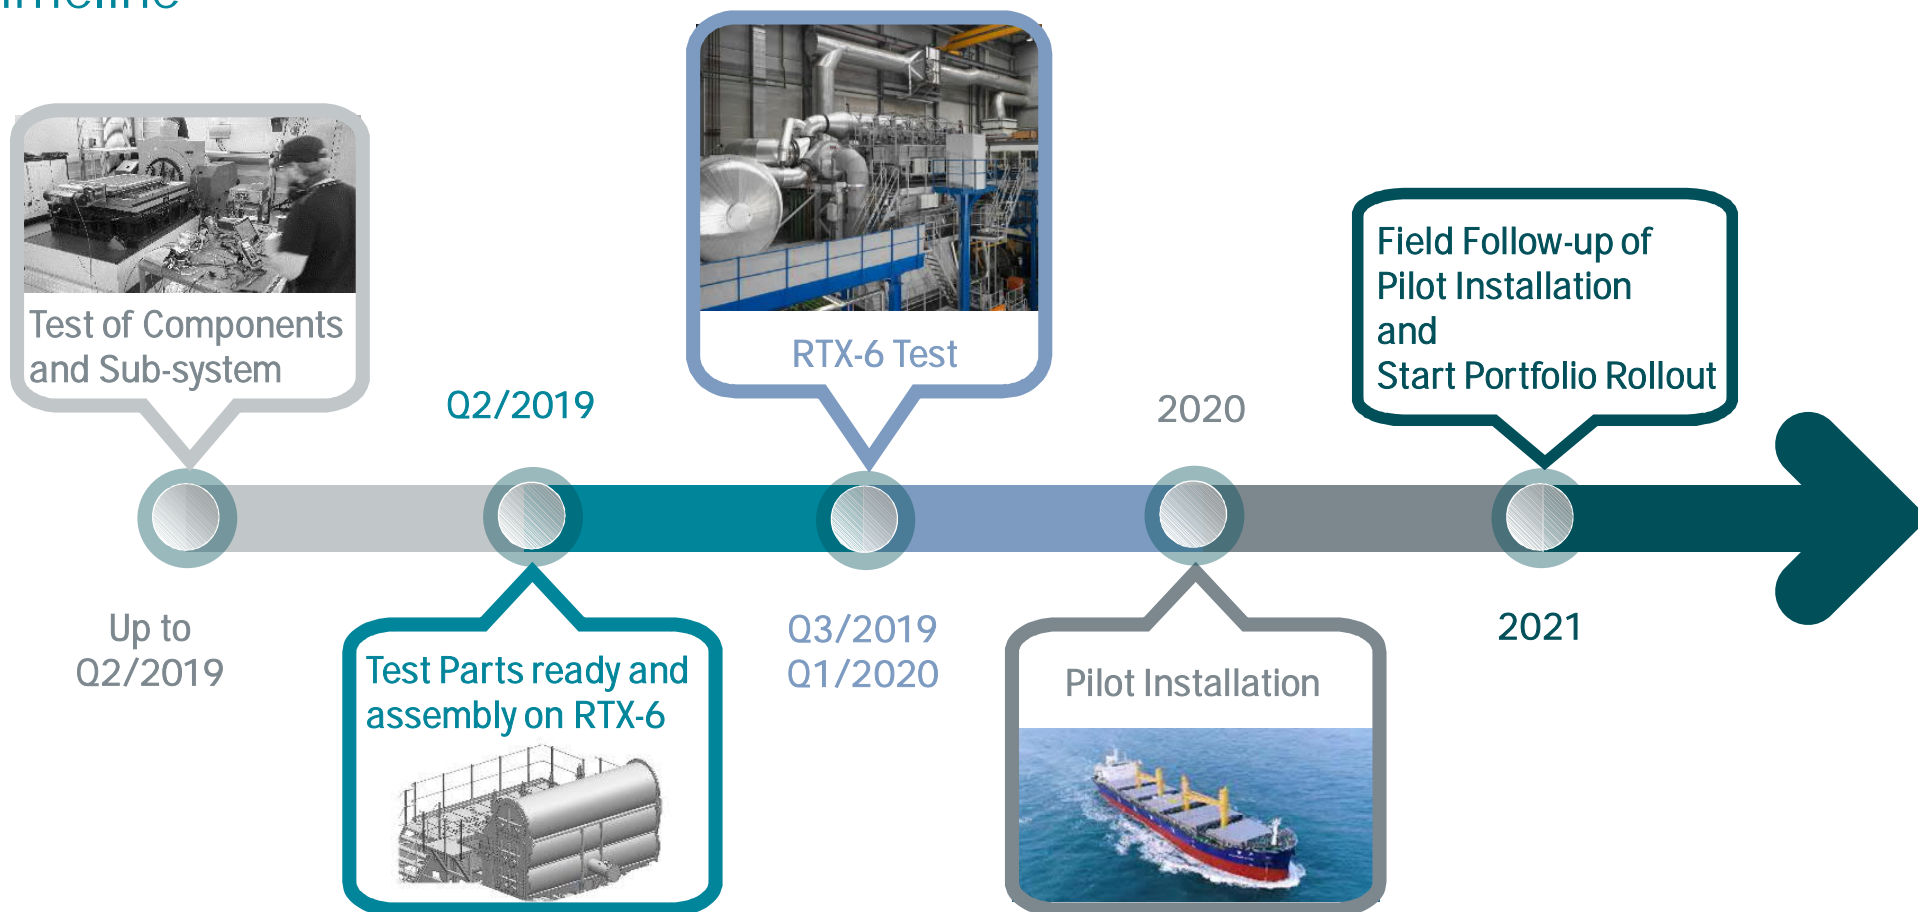 Test of Components
and Sub-system
Up to
Q2/2019
Q2/2019
Test Parts ready and
assembly on RTX-6
RTX-6 Test
Q3/2019
Q1/2020
2020
Pilot Installation
Field Follow-up of
Pilot Installation
and
Start Portfolio Rollout
2021